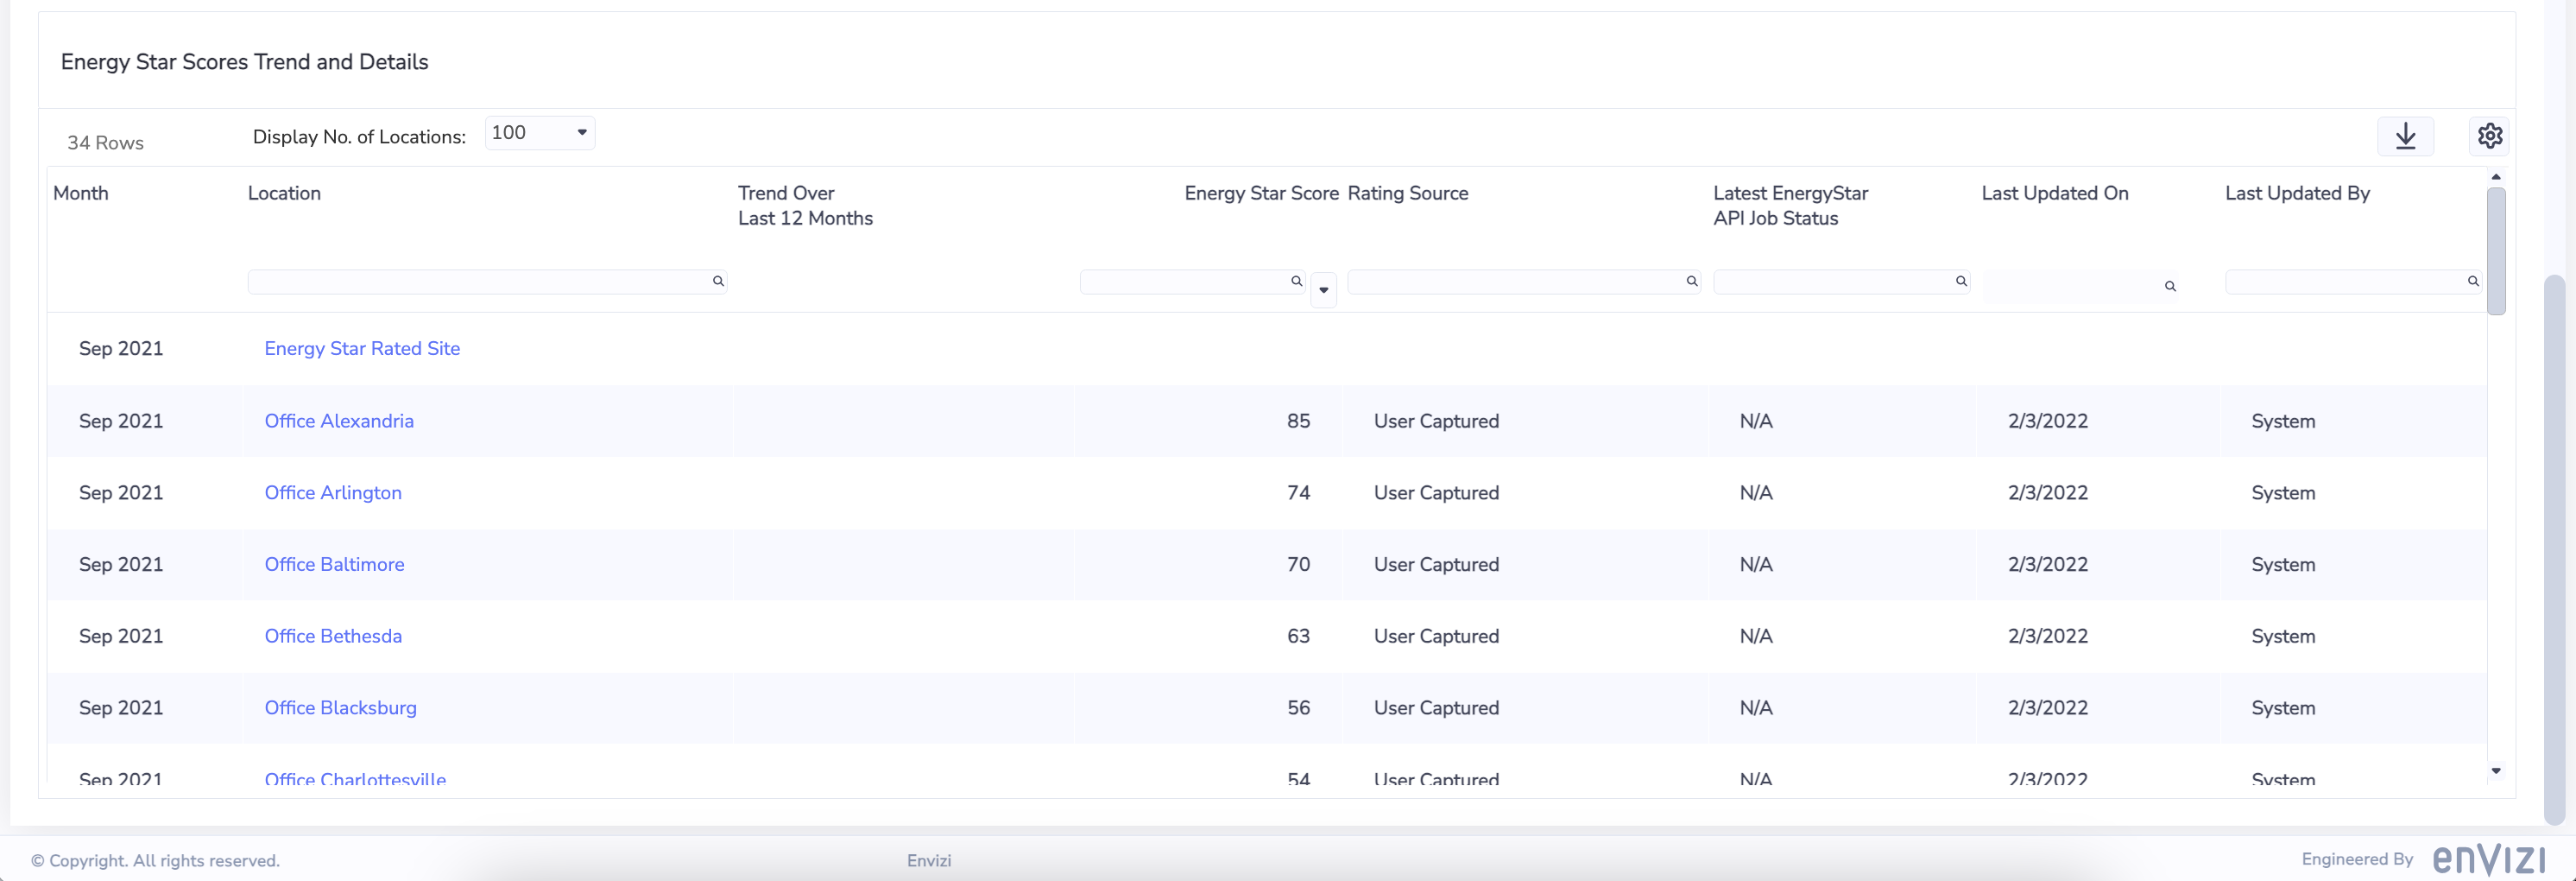 Energy Star Scores Trend and Details
34 Rows Display No. of Locations: 100
Month Location Trend Over Last 12 Months Energy Star Score Rating Source Latest EnergyStar API Job Status Last Updated On Last Updated By
Sep 2021 Energy Star Rated Site
Sep 2021 Office Alexandria 85 User Captured N/A 2/3/2022 System
Sep 2021 Office Arlington 74 User Captured N/A 2/3/2022 System
Sep 2021 Office Baltimore 70 User Captured N/A 2/3/2022 System
Sep 2021 Office Bethesda 63 User Captured N/A 2/3/2022 System
Sep 2021 Office Blacksburg 56 User Captured N/A 2/3/2022 System
Sep 2021 Office Charlottesville 54 User Captured N/A 2/3/2022 System
© Copyright. All rights reserved. Envizi Engineered By enVizi